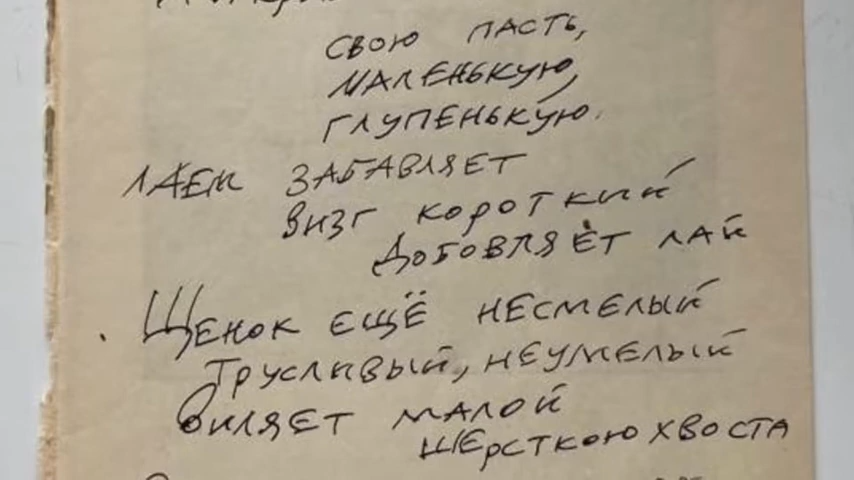 свою пасть,
маленькую,
глупенькую.
лаем забавляет
визг короткий
добовляет лай
Щенок ещё несмелый
трусливый, неумелый
виляет малой
шерсткою хвоста